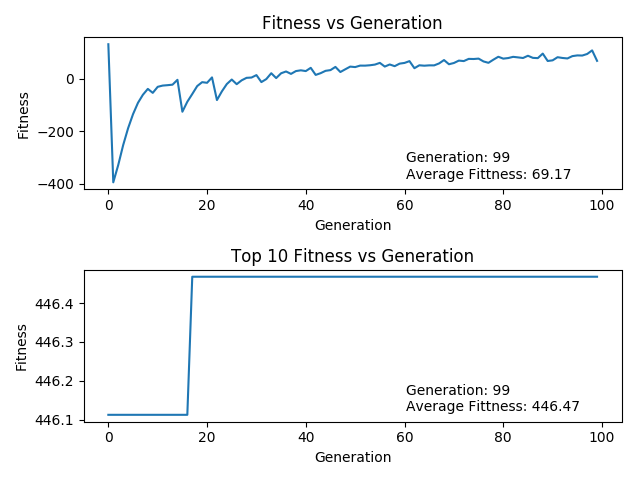 Fitness vs Generation
0
−200
−400
Fitness
0 20 40 60 80 100
Generation: 99
Average Fittness: 69.17
Generation
Top 10 Fitness vs Generation
446.4
446.3
446.2
446.1
Fitness
0 20 40 60 80 100
Generation: 99
Average Fittness: 446.47
Generation